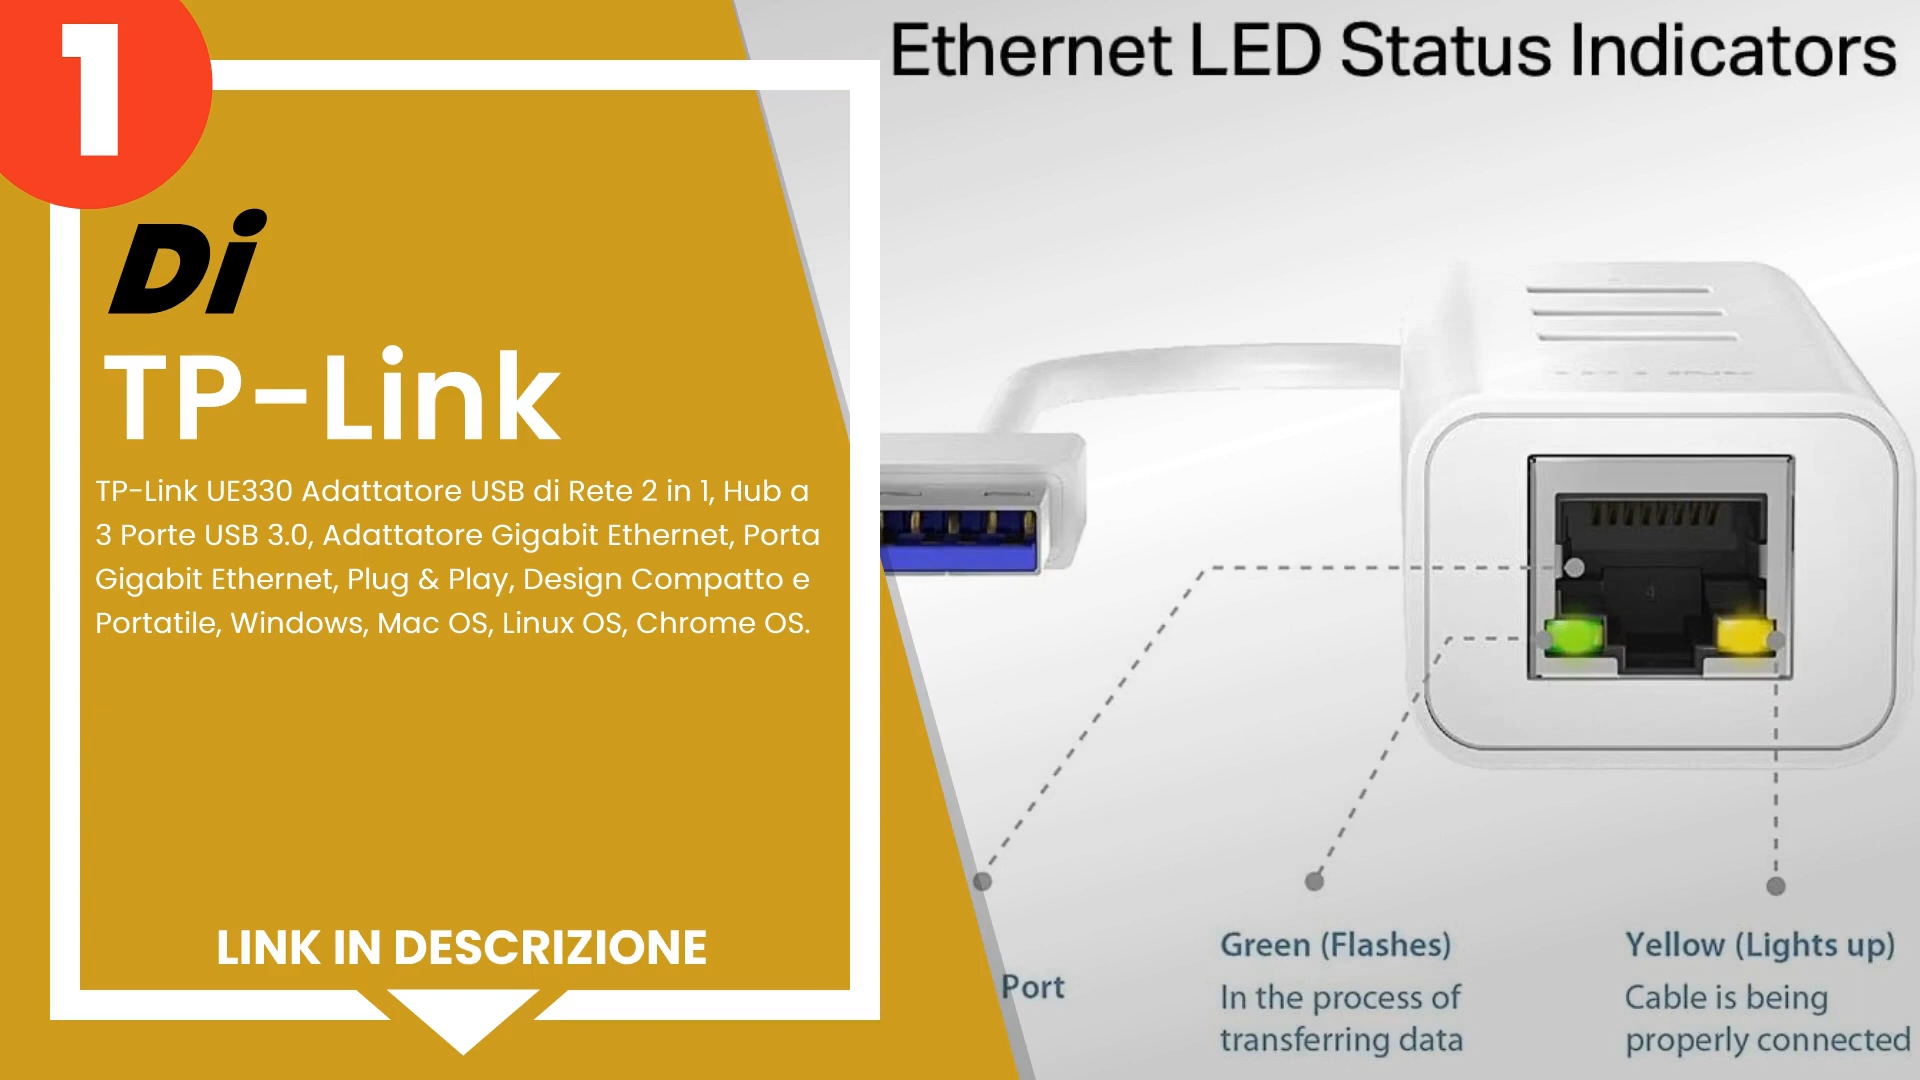 1
Di
TP-Link
TP-Link UE330 Adattatore USB di Rete 2 in 1, Hub a
3 Porte USB 3.0, Adattatore Gigabit Ethernet, Porta
Gigabit Ethernet, Plug & Play, Design Compatto e
Portatile, Windows, Mac OS, Linux OS, Chrome OS.
LINK IN DESCRIZIONE
Ethernet LED Status Indicators
Port
Green (Flashes)
In the process of
transferring data
Yellow (Lights up)
Cable is being
properly connected